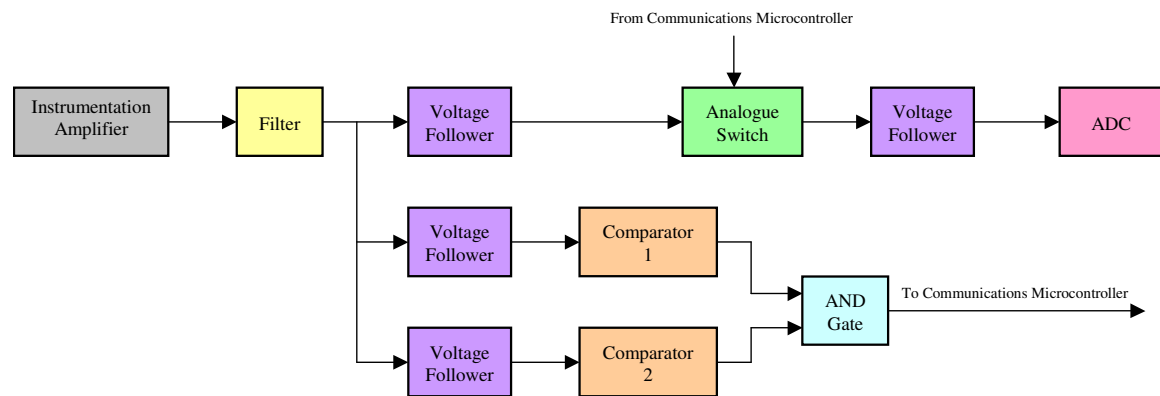 From Communications Microcontroller
Instrumentation
Amplifier
Filter
Voltage
Follower
Analogue
Switch
Voltage
Follower
ADC
Voltage
Follower
Comparator
1
AND
Gate
To Communications Microcontroller
Voltage
Follower
Comparator
2